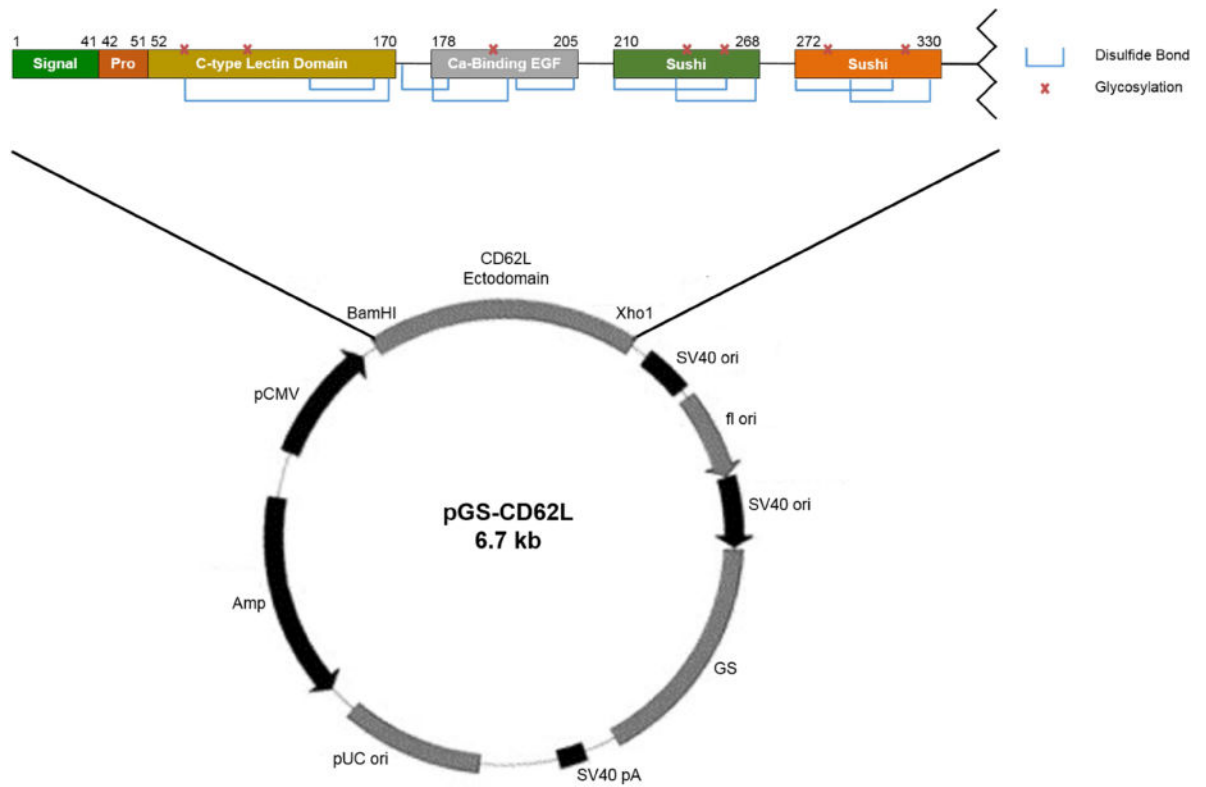 1 41 42 51 52 170 178 205 210 268 272 330
Signal Pro C-type Lectin Domain Ca-Binding EGF Sushi Sushi
Disulfide Bond
Glycosylation
CD62L
Ectodomain
BamHI
Xho1
SV40 ori
pCMV
fl ori
SV40 ori
pGS-CD62L
6.7 kb
Amp
GS
pUC ori
SV40 pA